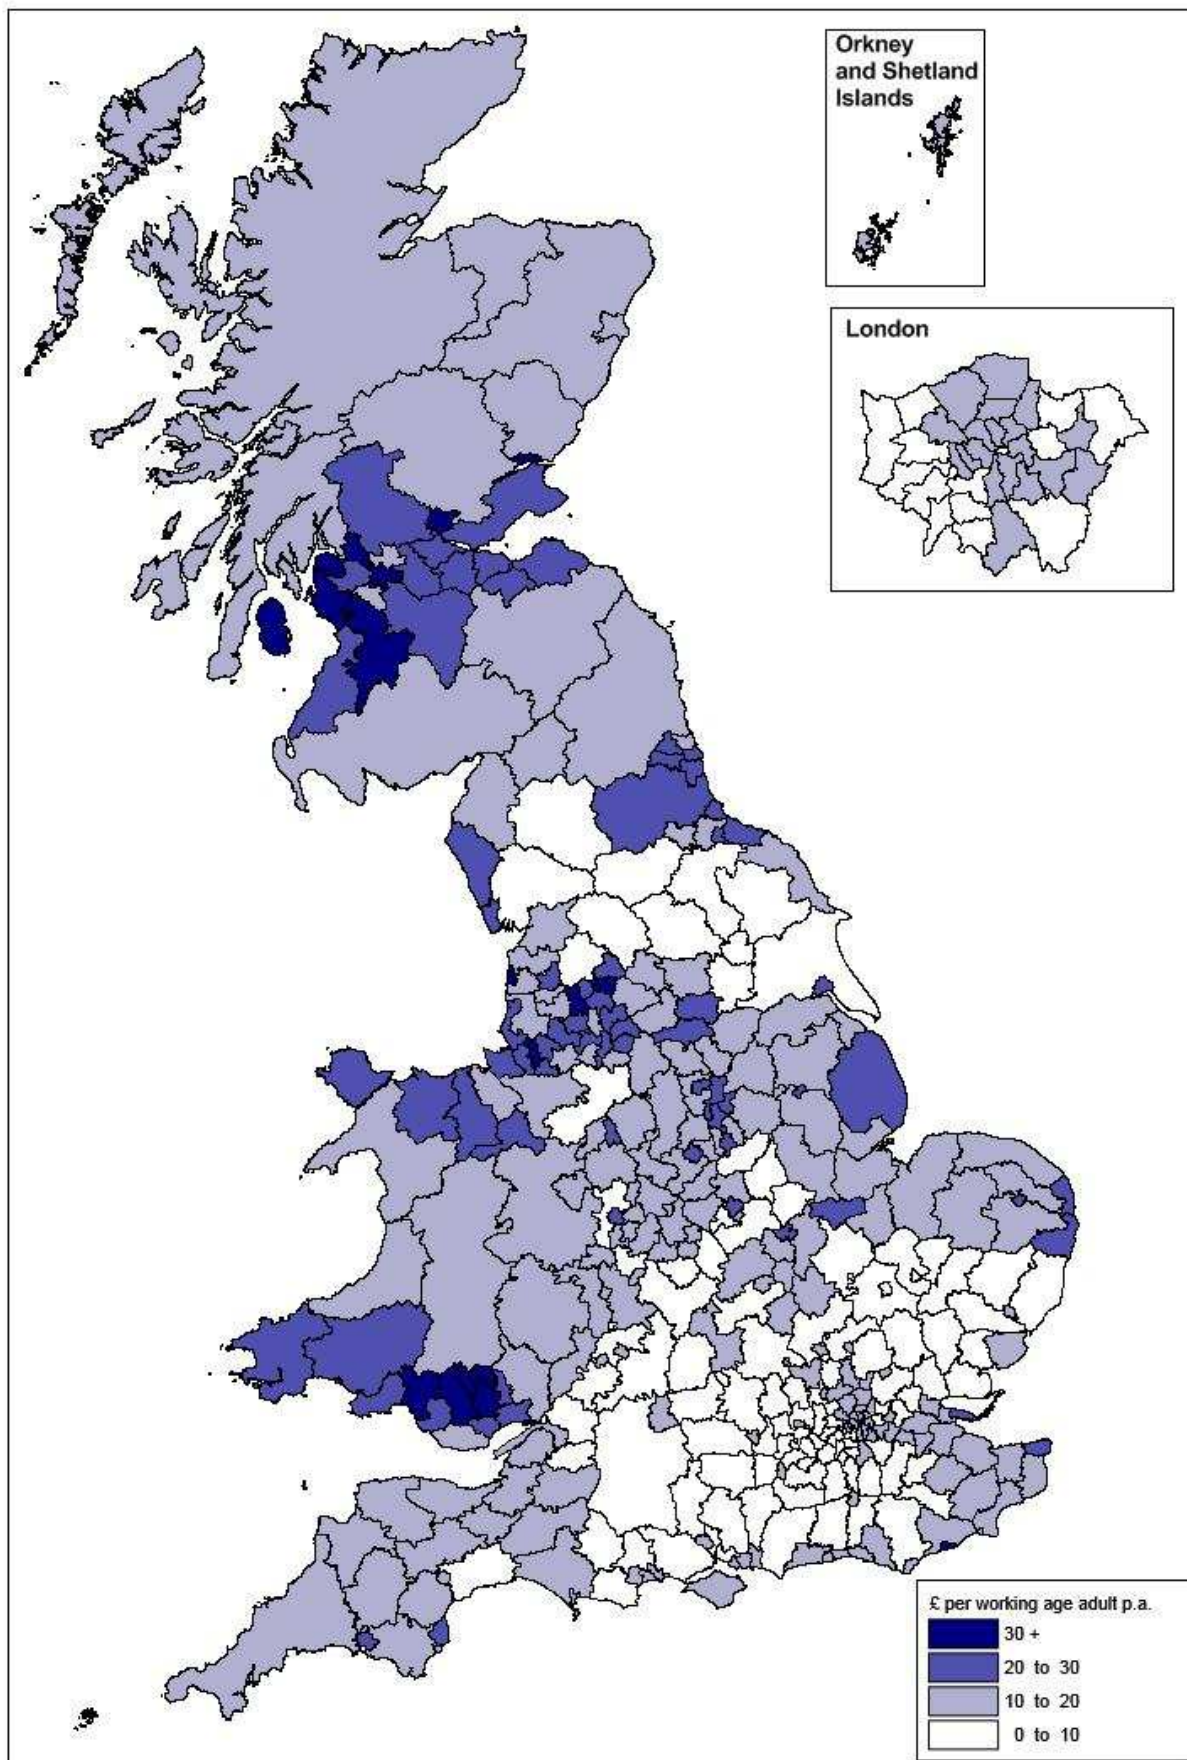 Orkney
and Shetland
Islands
London
£ per working age adult p.a.
30 +
20 to 30
10 to 20
0 to 10